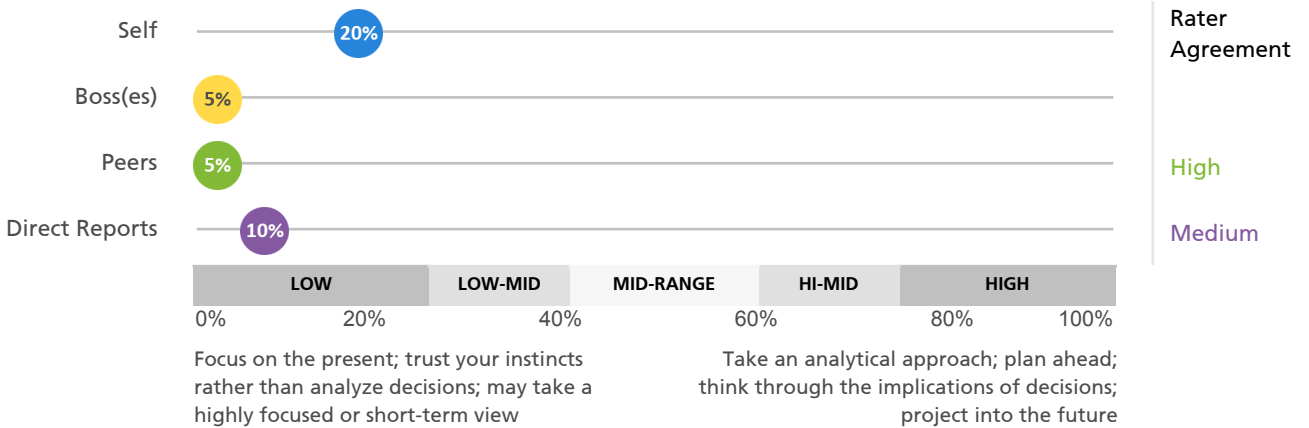 Rater
Agreement
Self 20%
Boss(es) 5%
Peers 5% High
Direct Reports 10% Medium
LOW LOW-MID MID-RANGE HI-MID HIGH
0% 20% 40% 60% 80% 100%
Focus on the present; trust your instincts
rather than analyze decisions; may take a
highly focused or short-term view
Take an analytical approach; plan ahead;
think through the implications of decisions;
project into the future